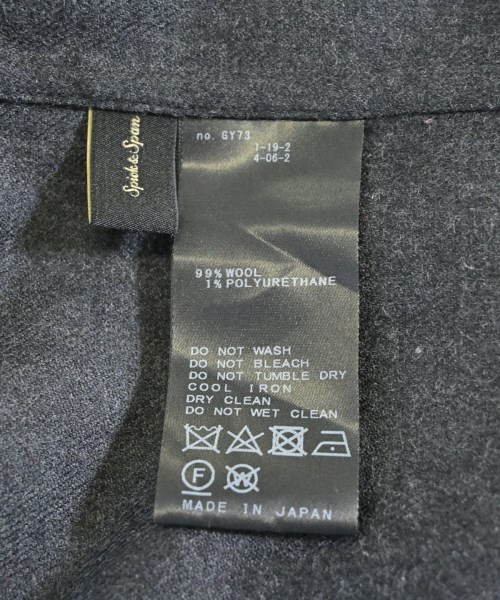 Spick & Span
no. GY73
1-19-2
4-06-2
99% WOOL
1% POLYURETHANE
DO NOT WASH
DO NOT BLEACH
DO NOT TUMBLE DRY
COOL IRON
DRY CLEAN
DO NOT WET CLEAN
F W
MADE IN JAPAN